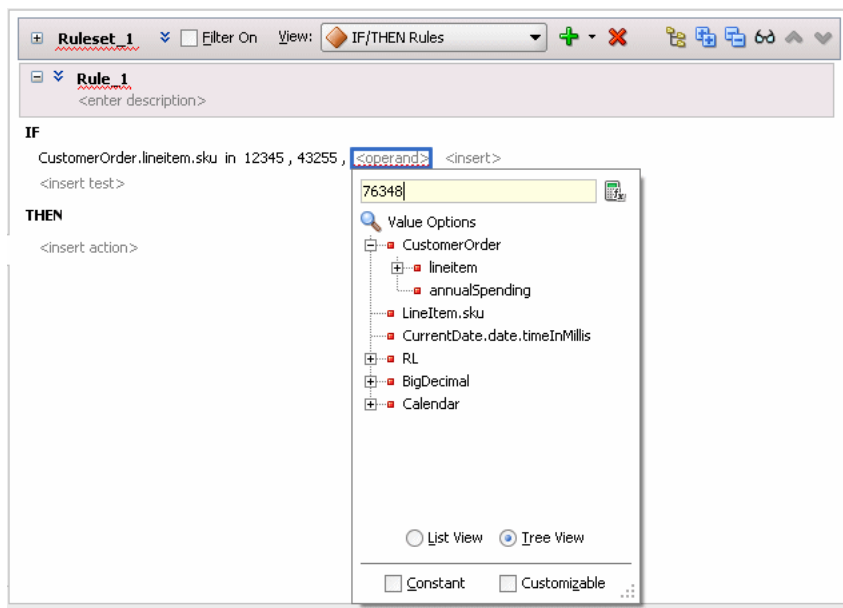 Ruleset_1 Filter On View: IF/THEN Rules
Rule_1
<enter description>
IF
CustomerOrder.lineitem.sku in 12345 , 43255 , <operand> <insert>
<insert test>
76348
THEN
Value Options
<insert action>
CustomerOrder
lineitem
annualSpending
LineItem.sku
CurrentDate.date.timeInMillis
RL
BigDecimal
Calendar
List View Tree View
Constant Customizable